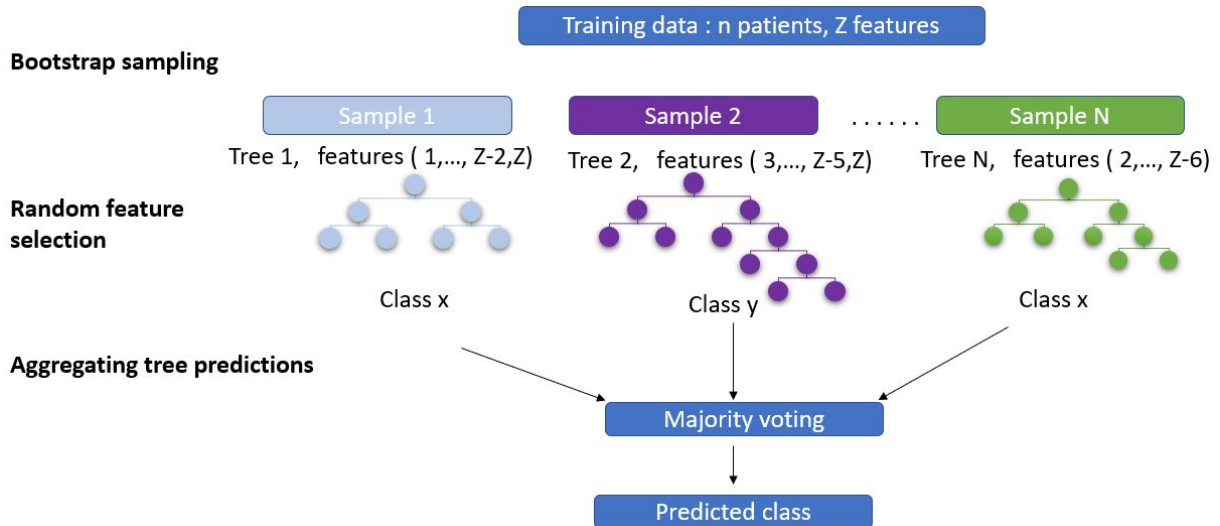 Training data : n patients, Z features
Bootstrap sampling
Sample 1
Sample 2
. . . . . .
Sample N
Tree 1, features ( 1,..., Z-2,Z)
Tree 2, features ( 3,..., Z-5,Z)
Tree N, features ( 2,..., Z-6)
Random feature
selection
Class x
Class y
Class x
Aggregating tree predictions
Majority voting
Predicted class